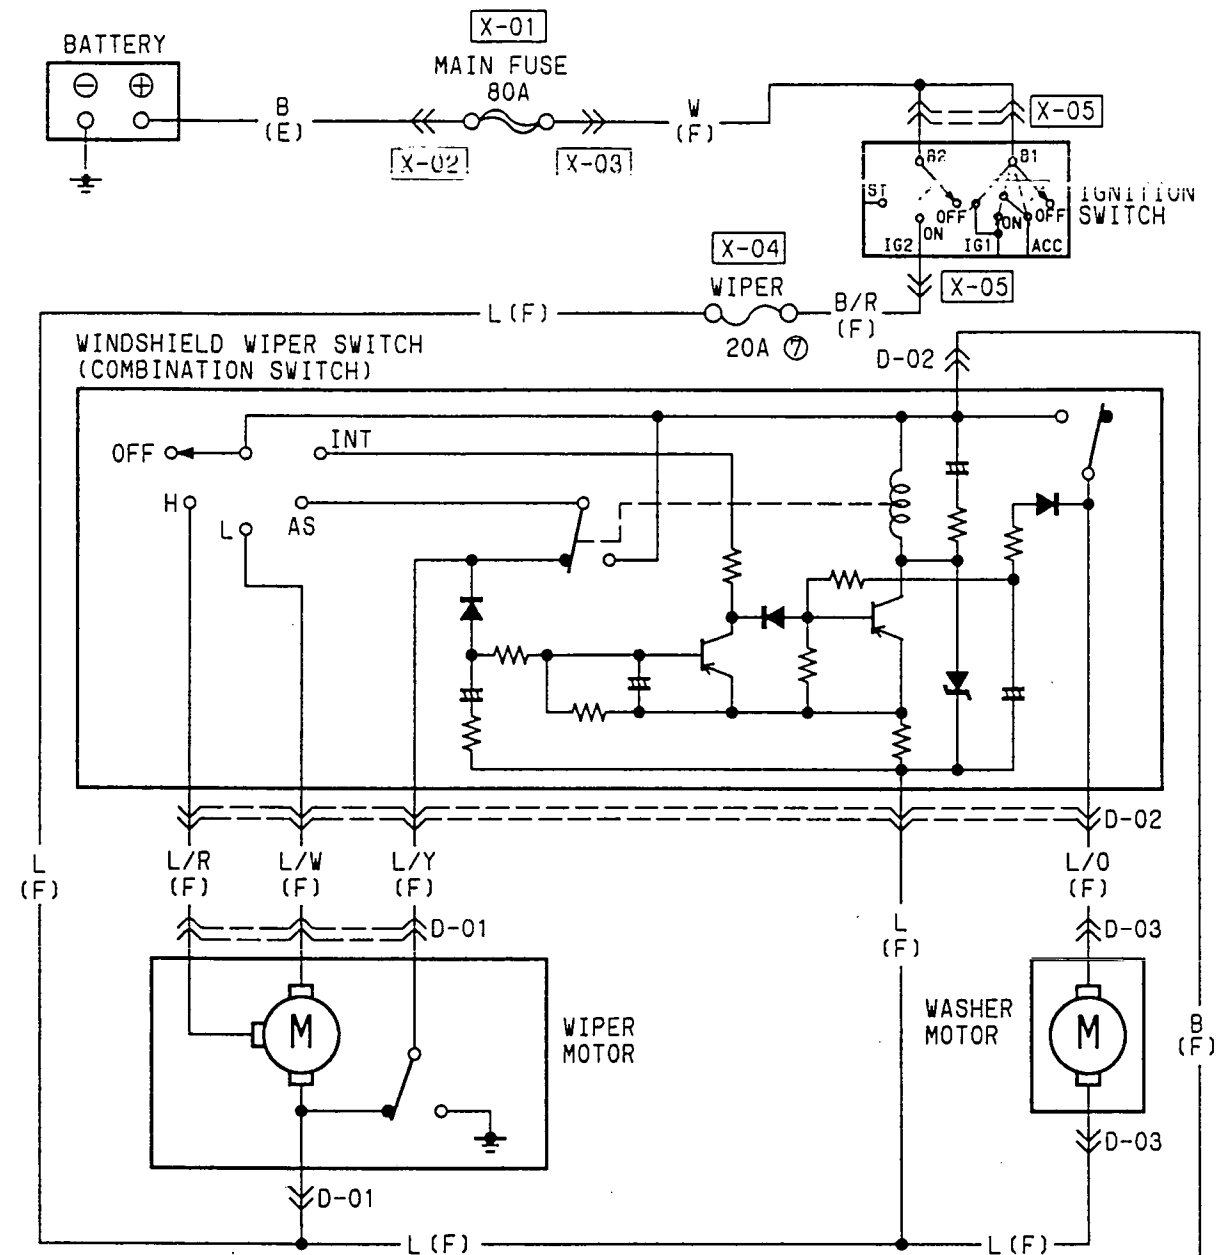 X-01
BATTERY
MAIN FUSE
80A
B
(E)
W
(F)
X-05
X-02
X-03
B2
B1
ST
OFF
ON
ON
OFF
IGNITION
SWITCH
IG2
IG1
ACC
X-04
X-05
WIPER
B/R
(F)
L(F)
20A ⑦
WINDSHIELD WIPER SWITCH
(COMBINATION SWITCH)
D-02
OFF
INT
H
L
AS
D-02
L
(F)
L/R
(F)
L/W
(F)
L/Y
(F)
L/O
(F)
D-01
L
(F)
D-03
M
WIPER
MOTOR
WASHER
MOTOR
M
B
(F)
D-03
D-01
L(F)
L(F)